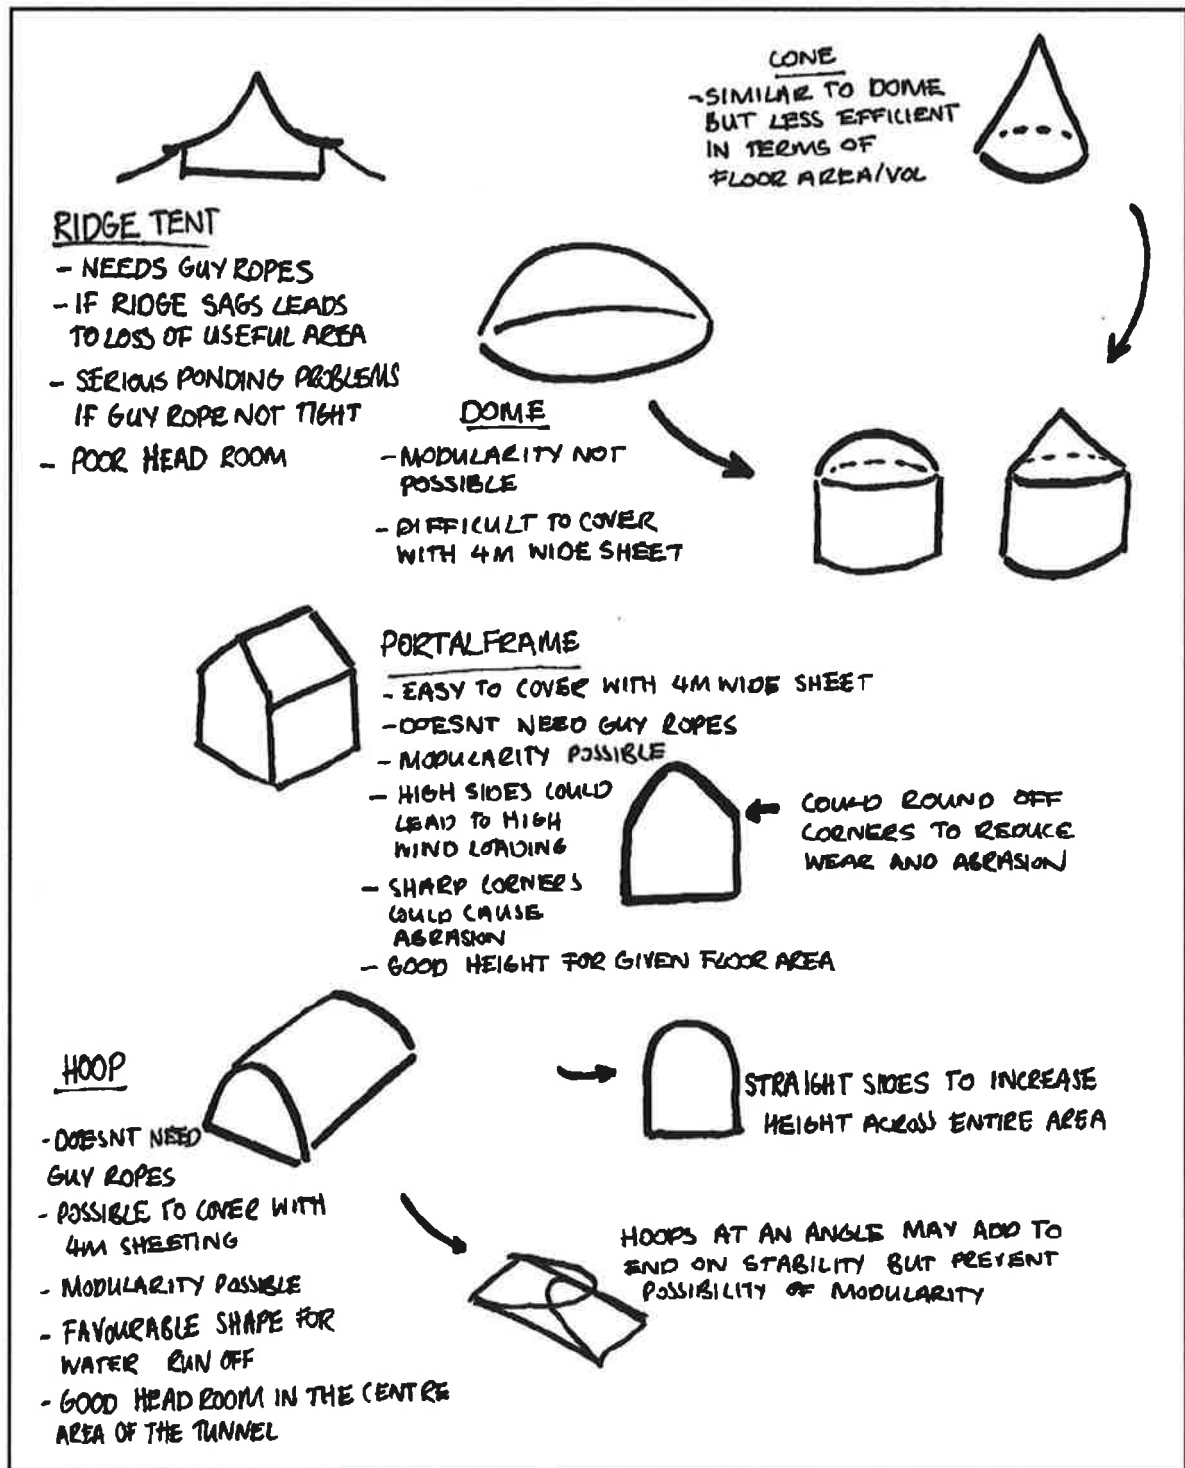 CONE
- SIMILAR TO DOME
BUT LESS EFFICIENT
IN TERMS OF
FLOOR AREA/VOL
RIDGE TENT
- NEEDS GUY ROPES
- IF RIDGE SAGS LEADS
TO LOSS OF USEFUL AREA
- SERIOUS PONDING PROBLEMS
IF GUY ROPE NOT TIGHT
- POOR HEAD ROOM
DOME
- MODULARITY NOT
POSSIBLE
- DIFFICULT TO COVER
WITH 4M WIDE SHEET
PORTALFRAME
- EASY TO COVER WITH 4M WIDE SHEET
- DOESNT NEED GUY ROPES
- MODULARITY POSSIBLE
- HIGH SIDES COULD
LEAD TO HIGH
WIND LOADING
- SHARP CORNERS
COULD CAUSE
ABRASION
- GOOD HEIGHT FOR GIVEN FLOOR AREA
COULD ROUND OFF
CORNERS TO REDUCE
WEAR AND ABRASION
HOOP
- DOESNT NEED
GUY ROPES
- POSSIBLE TO COVER WITH
4M SHEETING
- MODULARITY POSSIBLE
- FAVOURABLE SHAPE FOR
WATER RUN OFF
- GOOD HEAD ROOM IN THE CENTRE
AREA OF THE TUNNEL
STRAIGHT SIDES TO INCREASE
HEIGHT ACROSS ENTIRE AREA
HOOPS AT AN ANGLE MAY ADD TO
END ON STABILITY BUT PREVENT
POSSIBILITY OF MODULARITY